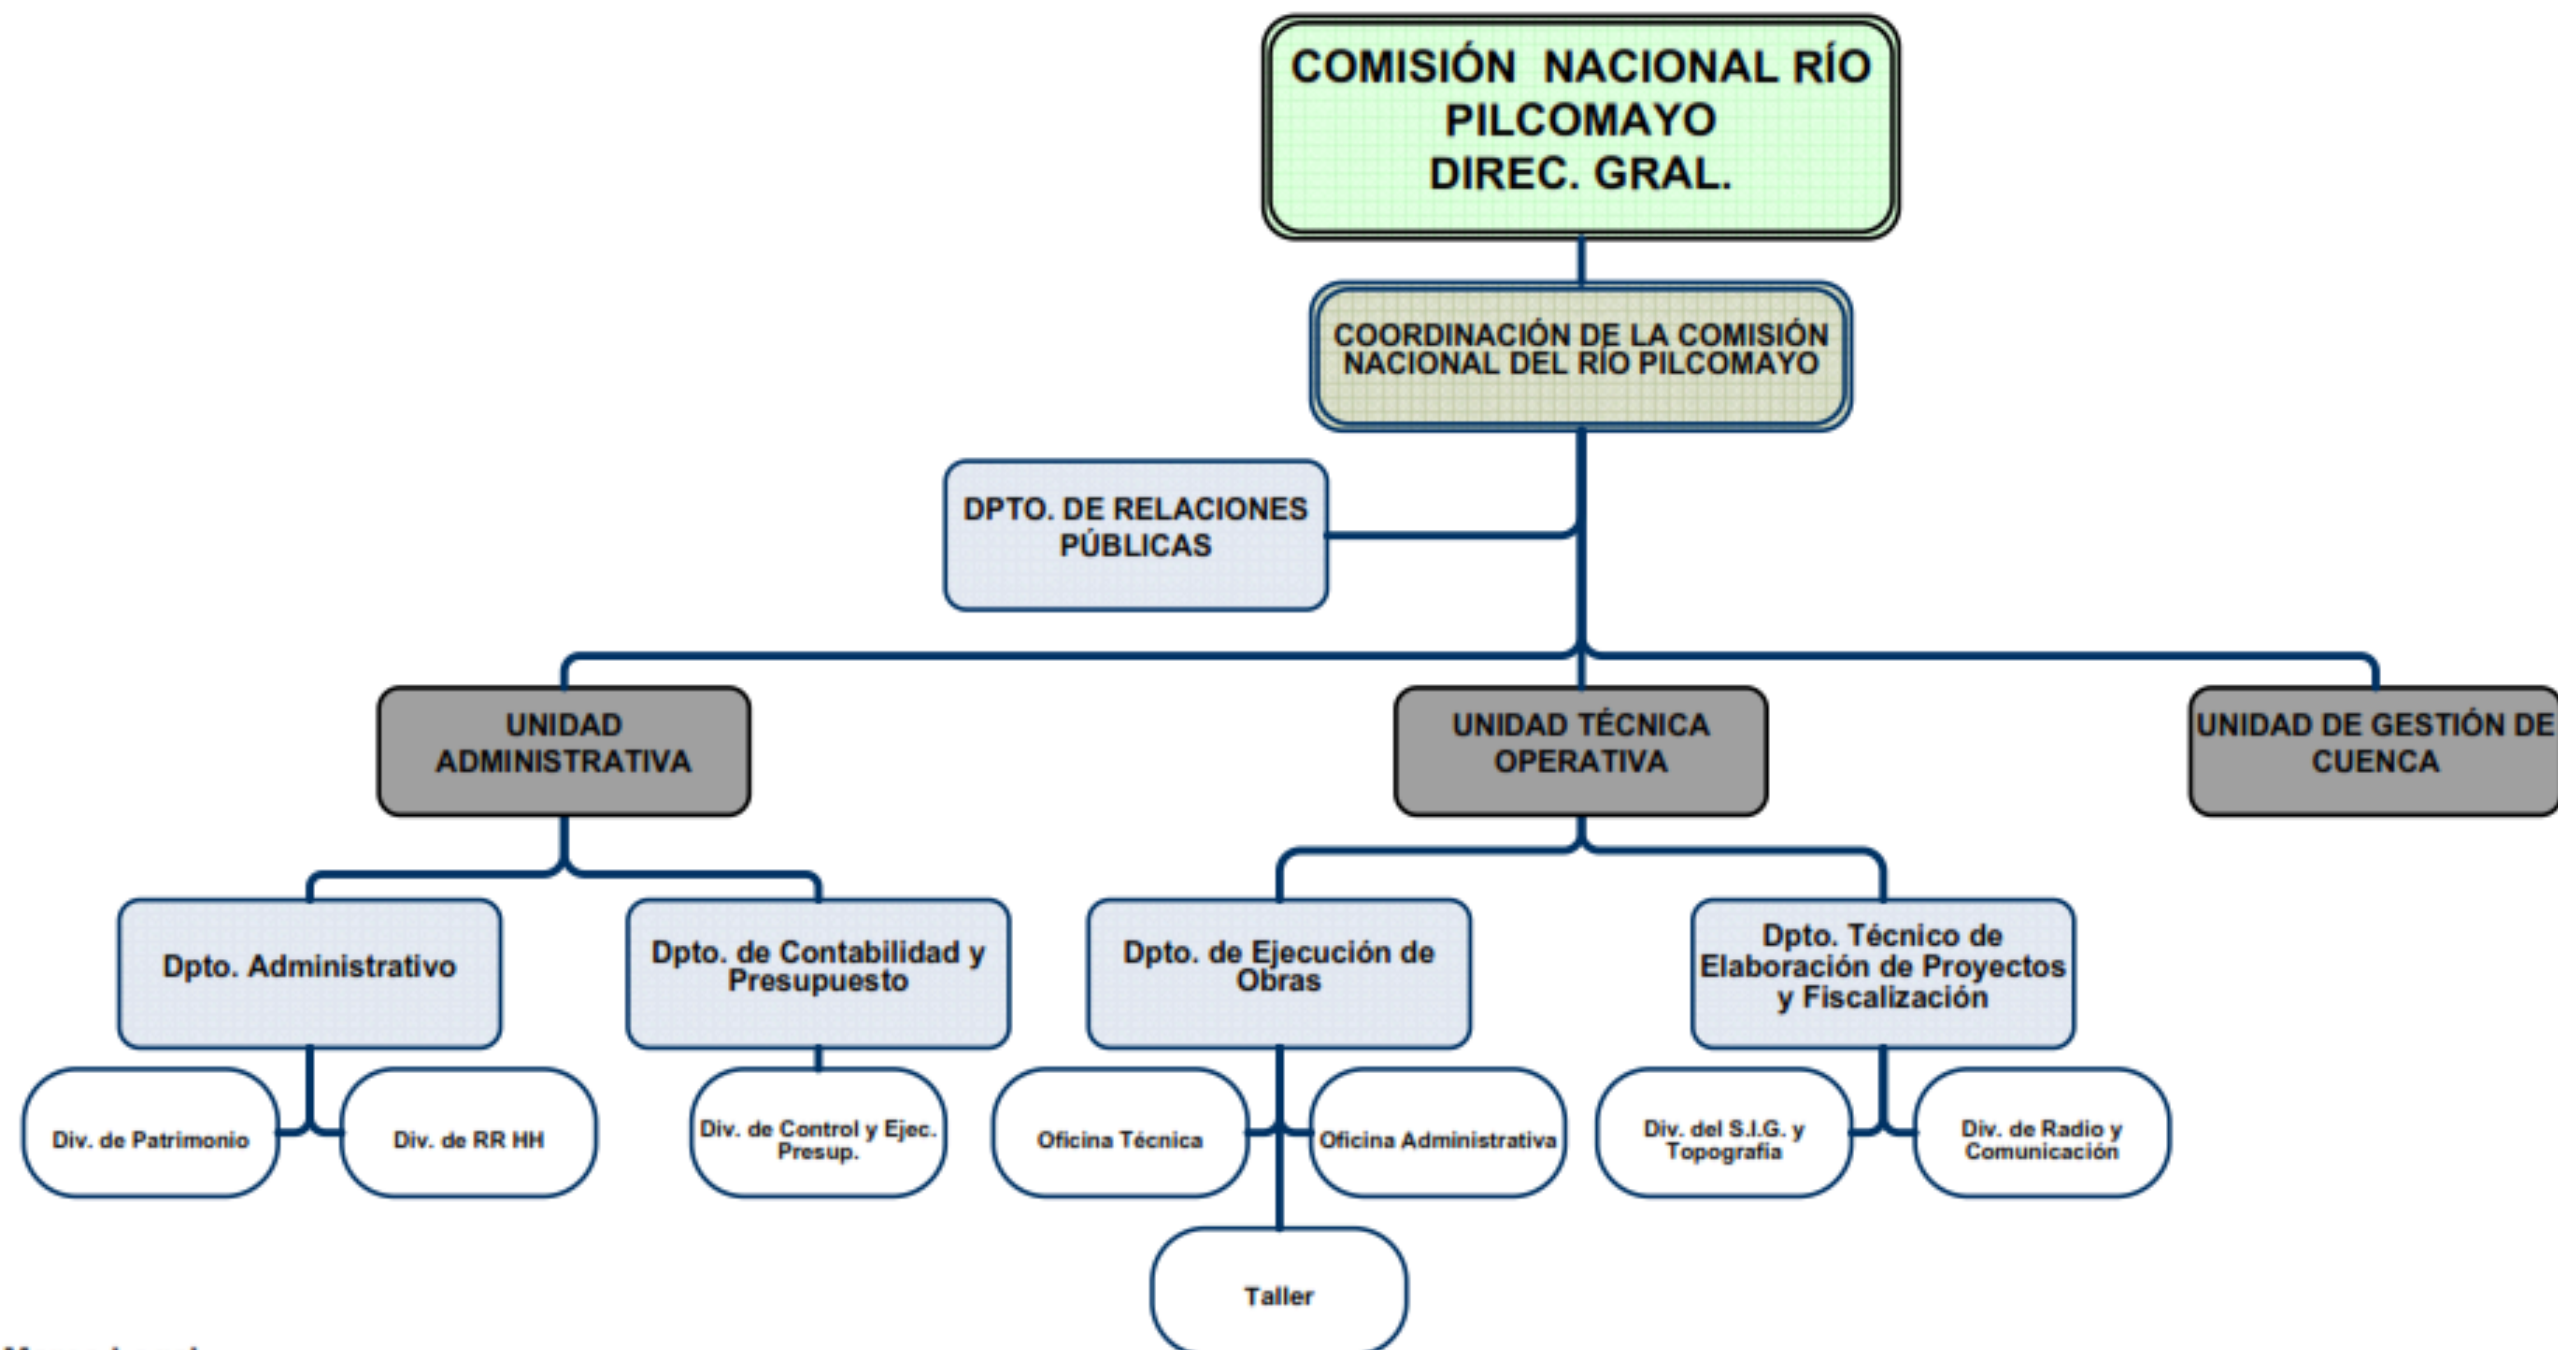 COMISIÓN NACIONAL RÍO
PILCOMAYO
DIREC. GRAL.
COORDINACIÓN DE LA COMISIÓN
NACIONAL DEL RÍO PILCOMAYO
DPTO. DE RELACIONES
PÚBLICAS
UNIDAD
ADMINISTRATIVA
UNIDAD TÉCNICA
OPERATIVA
UNIDAD DE GESTIÓN DE
CUENCA
Dpto. Administrativo
Dpto. de Contabilidad y
Presupuesto
Dpto. de Ejecución de
Obras
Dpto. Técnico de
Elaboración de Proyectos
y Fiscalización
Div. de Patrimonio
Div. de RR HH
Div. de Control y Ejec.
Presup.
Oficina Técnica
Oficina Administrativa
Div. del S.I.G. y
Topografía
Div. de Radio y
Comunicación
Taller